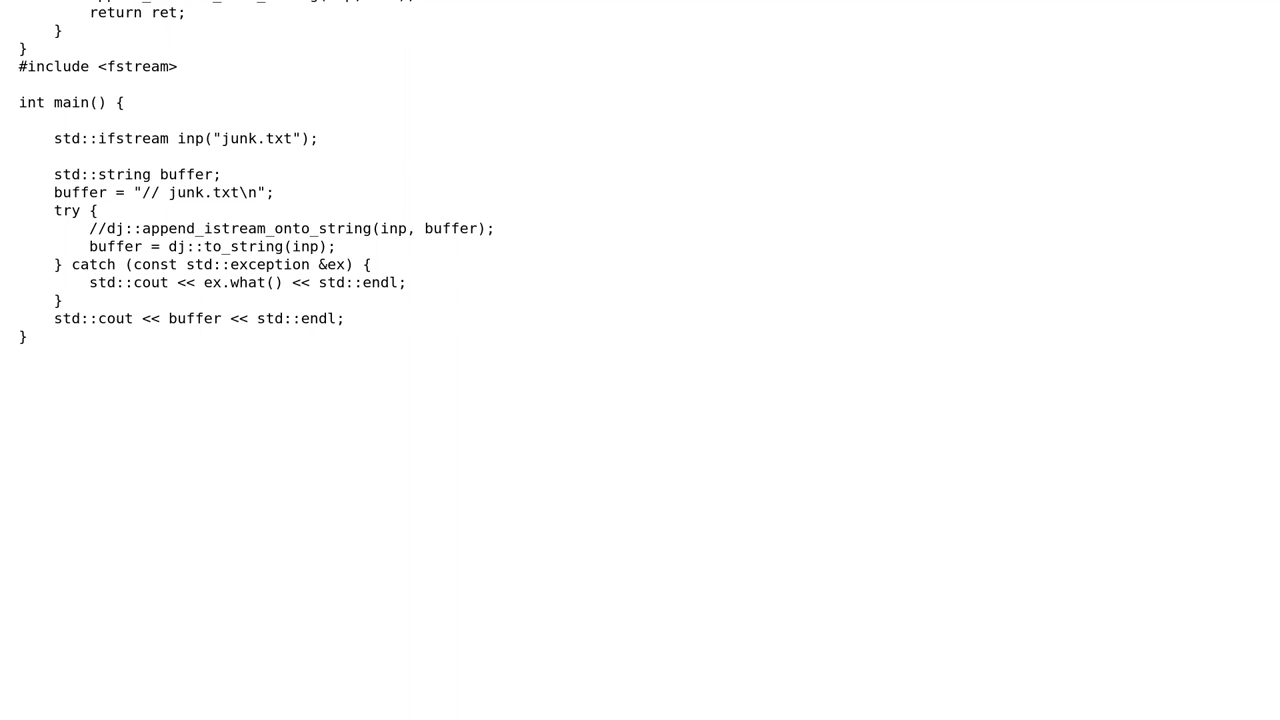 return ret;
    }
}
#include <fstream>

int main() {

    std::ifstream inp("junk.txt");

    std::string buffer;
    buffer = "// junk.txt\n";
    try {
        //dj::append_istream_onto_string(inp, buffer);
        buffer = dj::to_string(inp);
    } catch (const std::exception &ex) {
        std::cout << ex.what() << std::endl;
    }
    std::cout << buffer << std::endl;
}